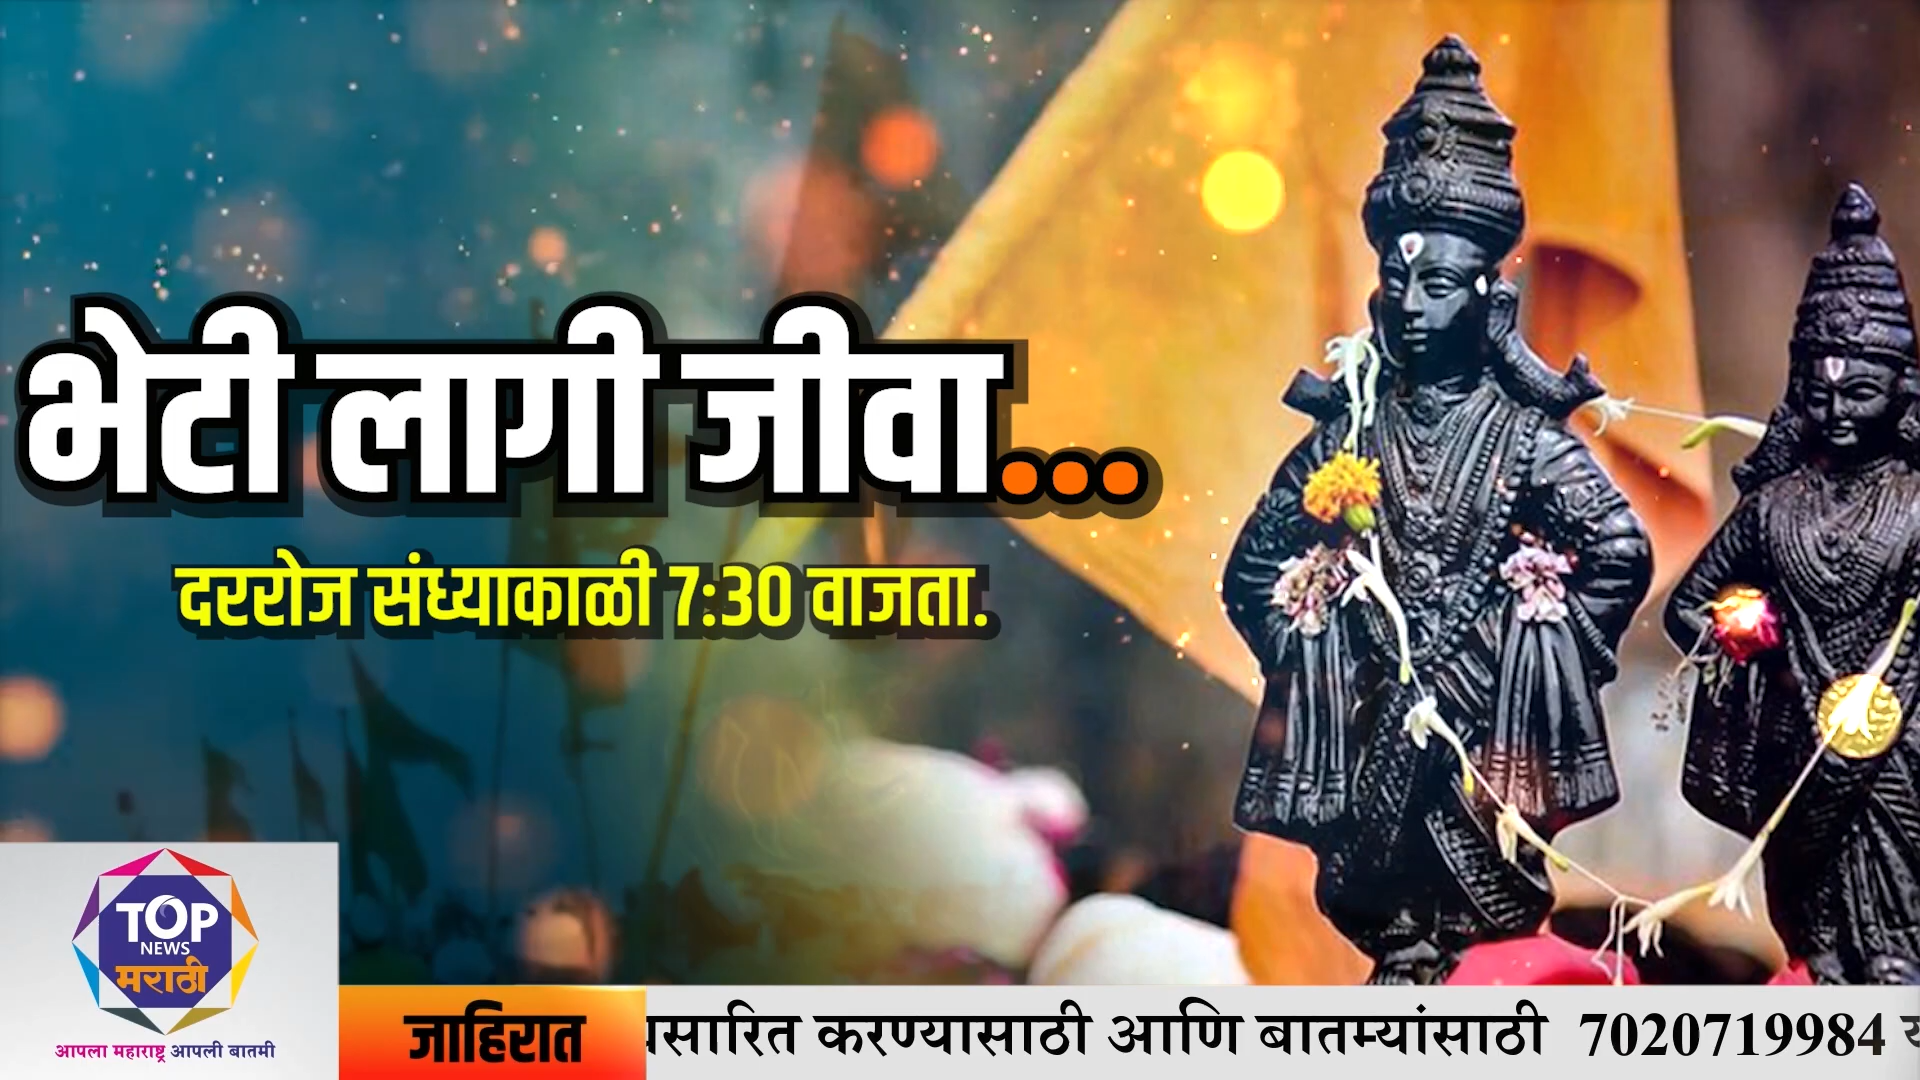 भेटी लागी जीवा...
दररोज संध्याकाळी 7:30 वाजता.
TOP
NEWS
मराठी
आपला महाराष्ट्र आपली बातमी
जाहिरात
करण्यासाठी आणि बातम्यांसाठी 7020719984